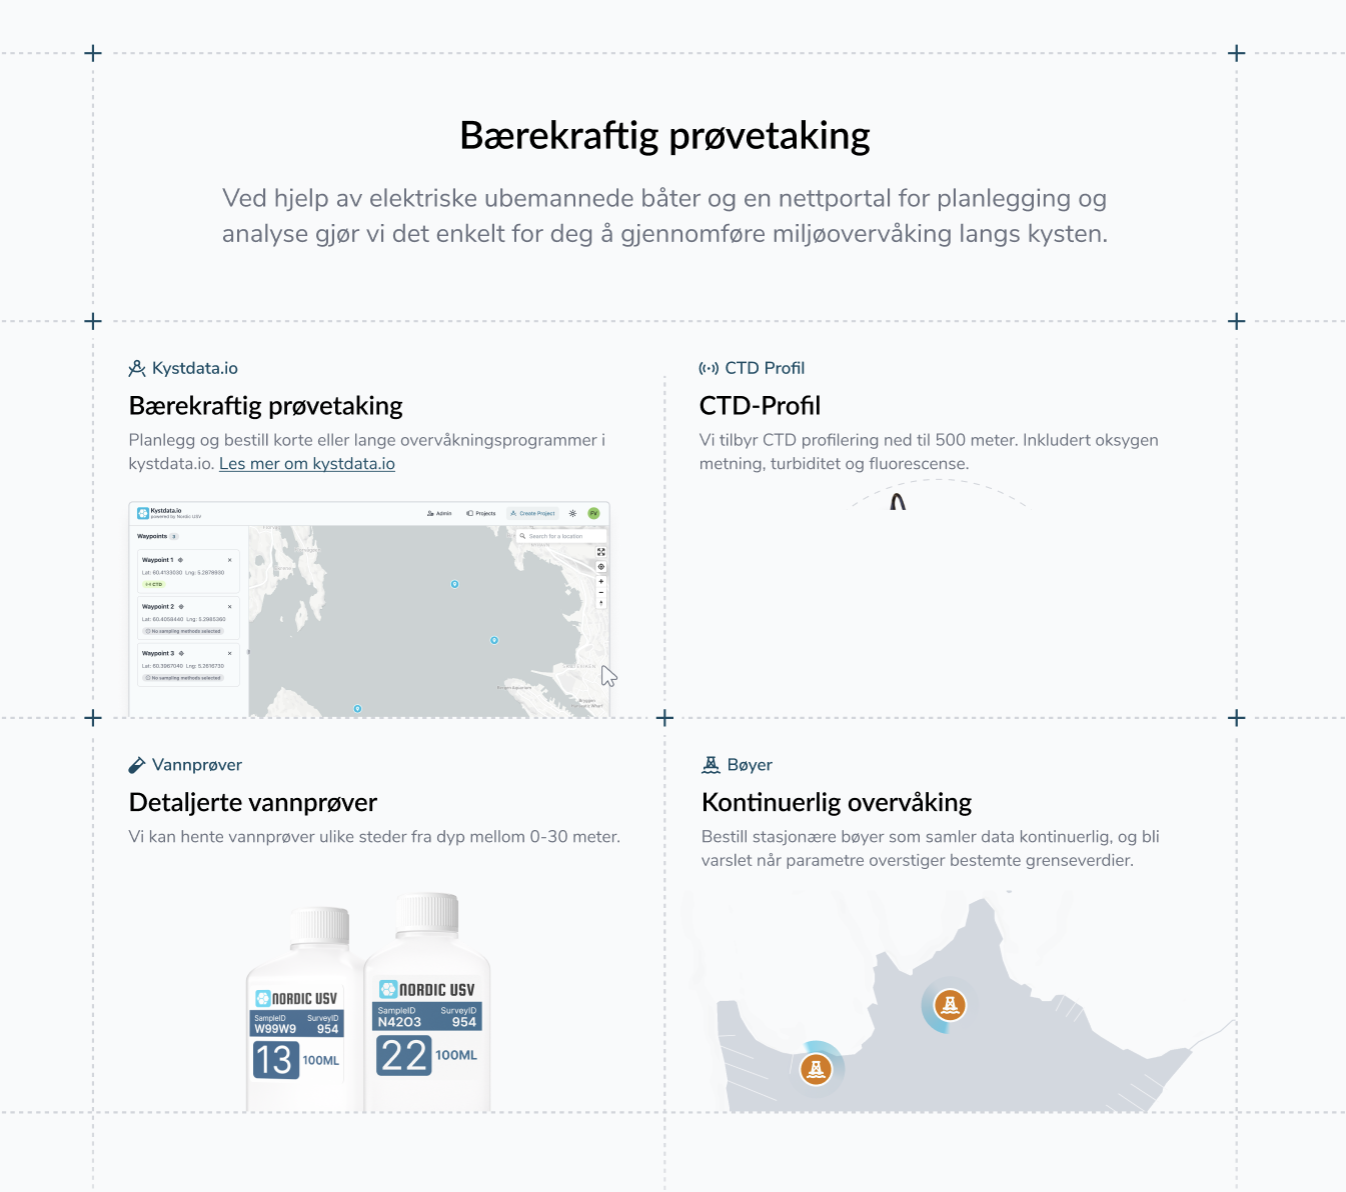 Bærekraftig prøvetaking
Ved hjelp av elektriske ubemannede båter og en nettportal for planlegging og
analyse gjør vi det enkelt for deg å gjennomføre miljøovervåking langs kysten.
Kystdata.io
Bærekraftig prøvetaking
Planlegg og bestill korte eller lange overvåkningsprogrammer i
kystdata.io. Les mer om kystdata.io
Kystdata.io
powered by Nordic USV
Admin
Projects
Create Project
PV
Waypoints 3
Search for a location
Waypoint 1
Lat: 60.4133030 Lng: 5.2878930
CTD
Waypoint 2
Lat: 60.4058440 Lng: 5.2985360
No sampling methods selected
Waypoint 3
Lat: 60.3967040 Lng: 5.2616730
No sampling methods selected
CTD Profil
CTD-Profil
Vi tilbyr CTD profilering ned til 500 meter. Inkludert oksygen
metning, turbiditet og fluorescense.
Vannprøver
Detaljerte vannprøver
Vi kan hente vannprøver ulike steder fra dyp mellom 0-30 meter.
NORDIC USV
SampleID SurveyID
W99W9 954
13 100ML
NORDIC USV
SampleID SurveyID
N42O3 954
22 100ML
Bøyer
Kontinuerlig overvåking
Bestill stasjonære bøyer som samler data kontinuerlig, og bli
varslet når parametre overstiger bestemte grenseverdier.